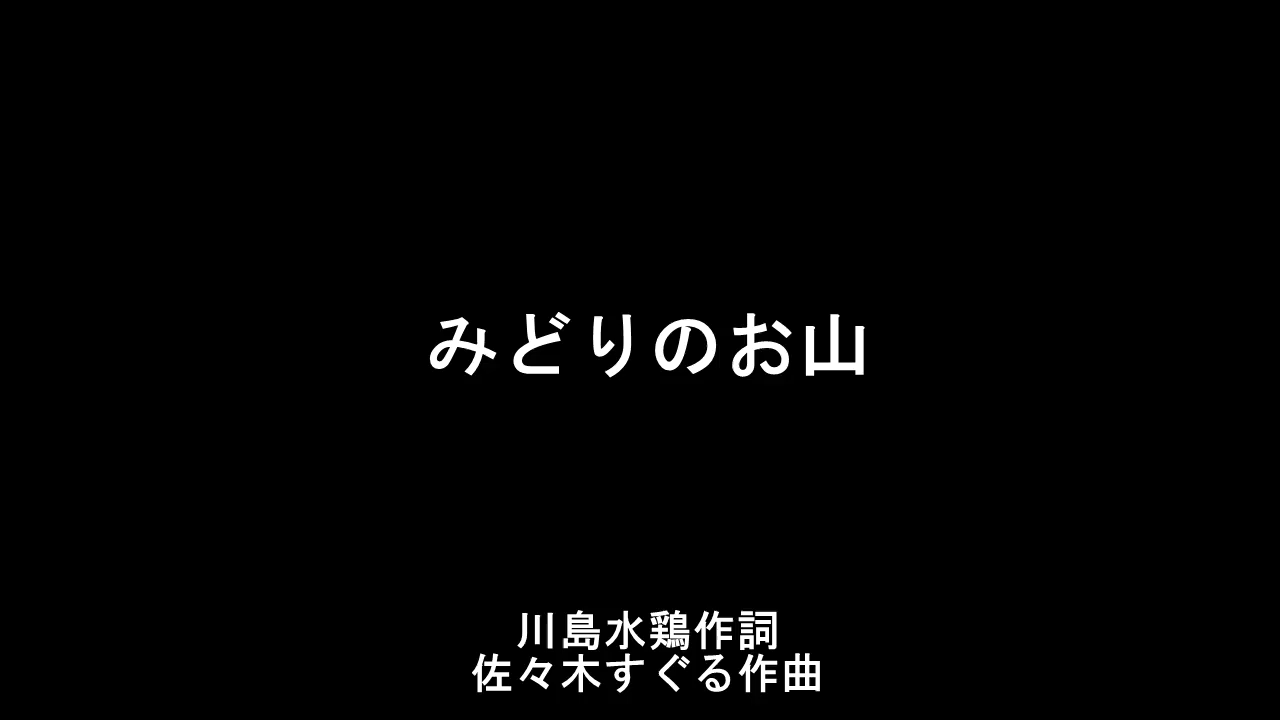 みどりのお山
川島水鶏作詞
佐々木すぐる作曲